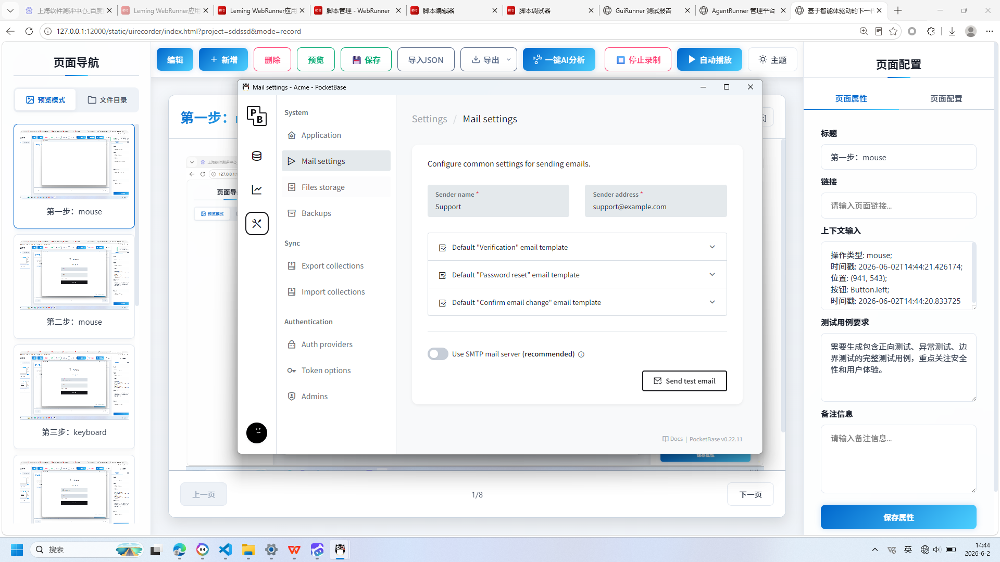 上海软件测评中心_百度
Leming WebRunner应用
Leming WebRunner应用
脚本管理 - WebRunner
脚本编辑器
脚本调试器
GuiRunner 测试报告
AgentRunner 管理平台
基于智能体驱动的下一代
127.0.0.1:12000/static/uirecorder/index.html?project=sddssd&mode=record
页面导航
预览模式
文件目录
第一步：mouse
第二步：mouse
第三步：keyboard
编辑
新增
删除
预览
保存
导入JSON
导出
一键AI分析
停止录制
自动播放
主题
第一步：
127.0.0.1:
页面导
预览模式
Mail settings - Acme - PocketBase
P
B
System
Application
Mail settings
Files storage
Backups
Sync
Export collections
Import collections
Authentication
Auth providers
Token options
Admins
Settings / Mail settings
Configure common settings for sending emails.
Sender name *
Support
Sender address *
support@example.com
Default "Verification" email template
Default "Password reset" email template
Default "Confirm email change" email template
Use SMTP mail server (recommended)
Send test email
Docs | PocketBase v0.22.11
保存属性
上一页
1/8
下一页
页面配置
页面属性
页面配置
标题
第一步：mouse
链接
请输入页面链接...
上下文输入
操作类型: mouse;
时间戳: 2026-06-02T14:44:21.426174;
位置: (941, 543);
按钮: Button.left;
时间戳: 2026-06-02T14:44:20.833725
测试用例要求
需要生成包含正向测试、异常测试、边
界测试的完整测试用例，重点关注安全
性和用户体验。
备注信息
请输入备注信息...
保存属性
搜索
英
14:44
2026-6-2